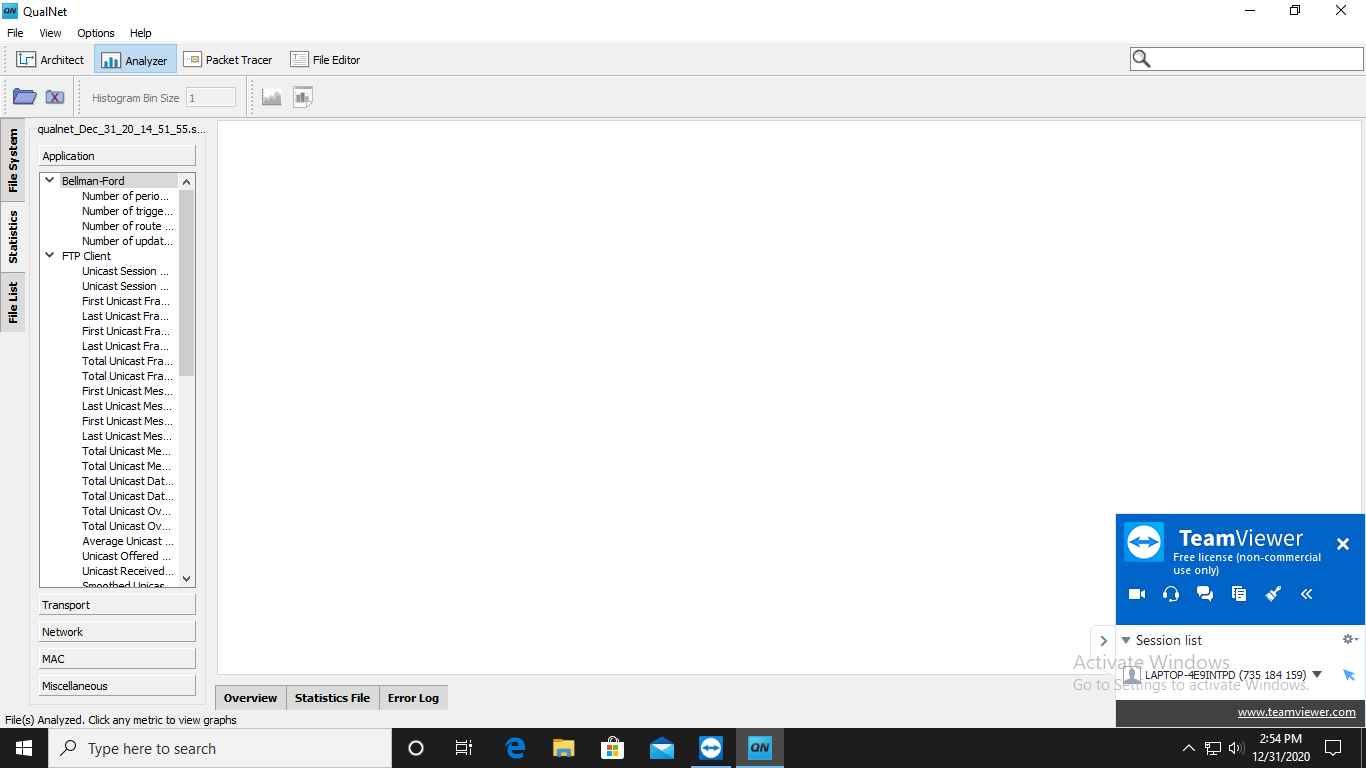 QN QualNet
File View Options Help
Architect Analyzer Packet Tracer File Editor
Histogram Bin Size 1
File System
Statistics
File List
qualnet_Dec_31_20_14_51_55.s...
Application
Bellman-Ford
Number of perio...
Number of trigge...
Number of route ...
Number of updat...
FTP Client
Unicast Session ...
Unicast Session ...
First Unicast Fra...
Last Unicast Fra...
First Unicast Fra...
Last Unicast Fra...
Total Unicast Fra...
Total Unicast Fra...
First Unicast Mes...
Last Unicast Mes...
First Unicast Mes...
Last Unicast Mes...
Total Unicast Me...
Total Unicast Me...
Total Unicast Dat...
Total Unicast Dat...
Total Unicast Ov...
Total Unicast Ov...
Average Unicast ...
Unicast Offered ...
Unicast Received...
Smoothed Unicas
Transport
Network
MAC
Miscellaneous
Overview Statistics File Error Log
File(s) Analyzed. Click any metric to view graphs
TeamViewer
Free license (non-commercial
use only)
Session list
Activate Windows
LAPTOP-4E9INTPD (735 184 159)
Go to Settings to activate Windows.
www.teamviewer.com
Type here to search
QN
2:54 PM
12/31/2020